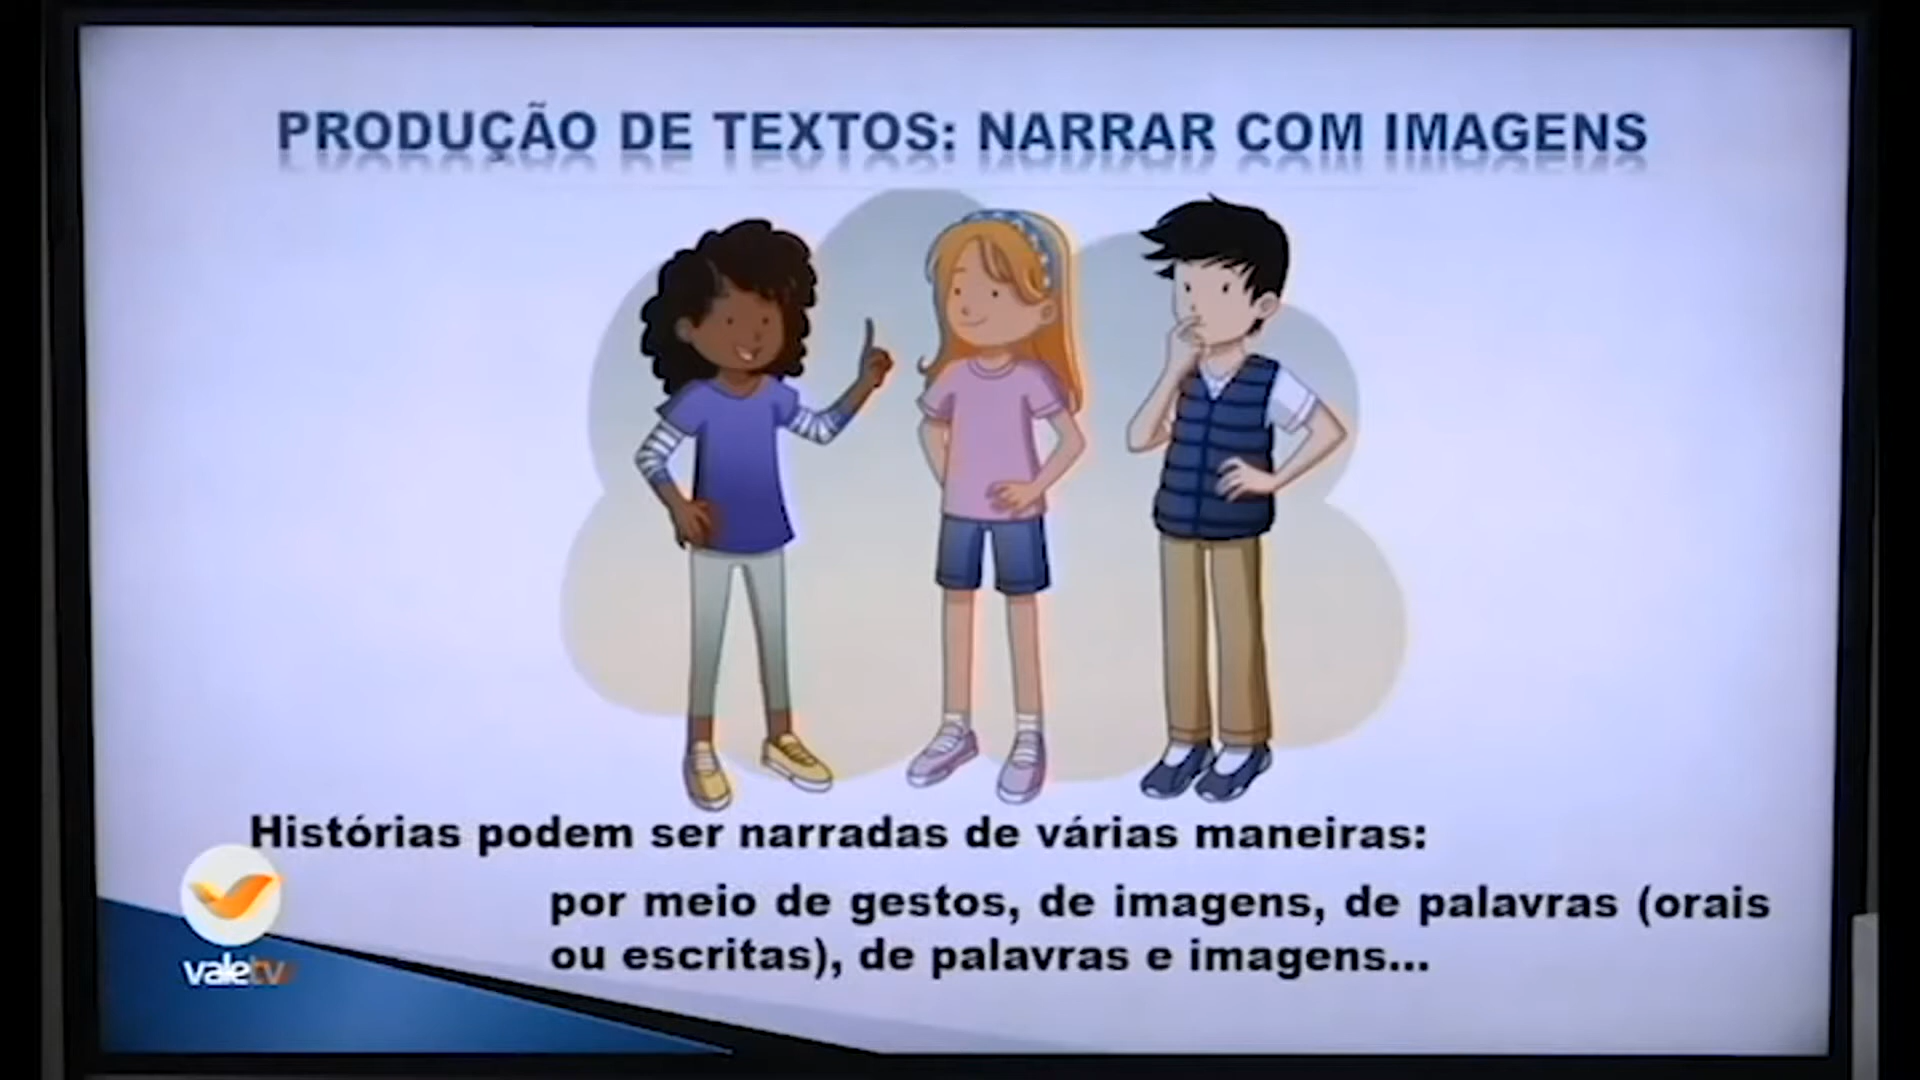 PRODUÇÃO DE TEXTOS: NARRAR COM IMAGENS
Histórias podem ser narradas de várias maneiras:
por meio de gestos, de imagens, de palavras (orais
ou escritas), de palavras e imagens...
valetv